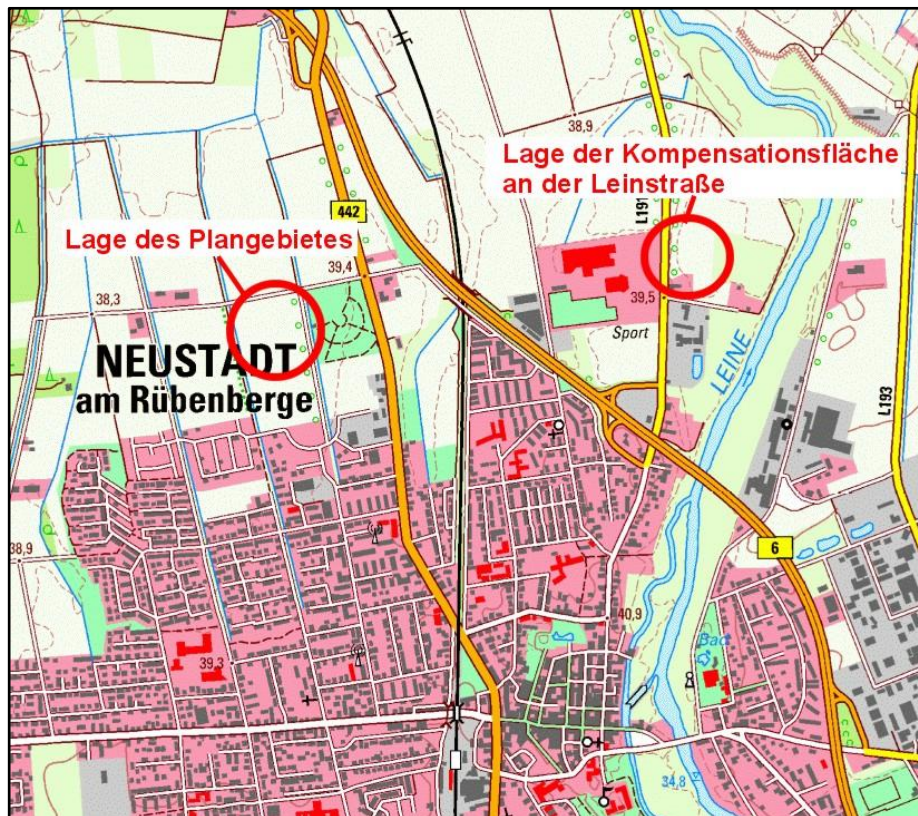 38,9
Lage der Kompensationsfläche
an der Leinstraße
442
L191
Lage des Plangebietes
39,4
38,3
39,5
Sport
LEINE
NEUSTADT
am Rübenberge
L193
38,9
6
40,9
Bad
39,3
34,8